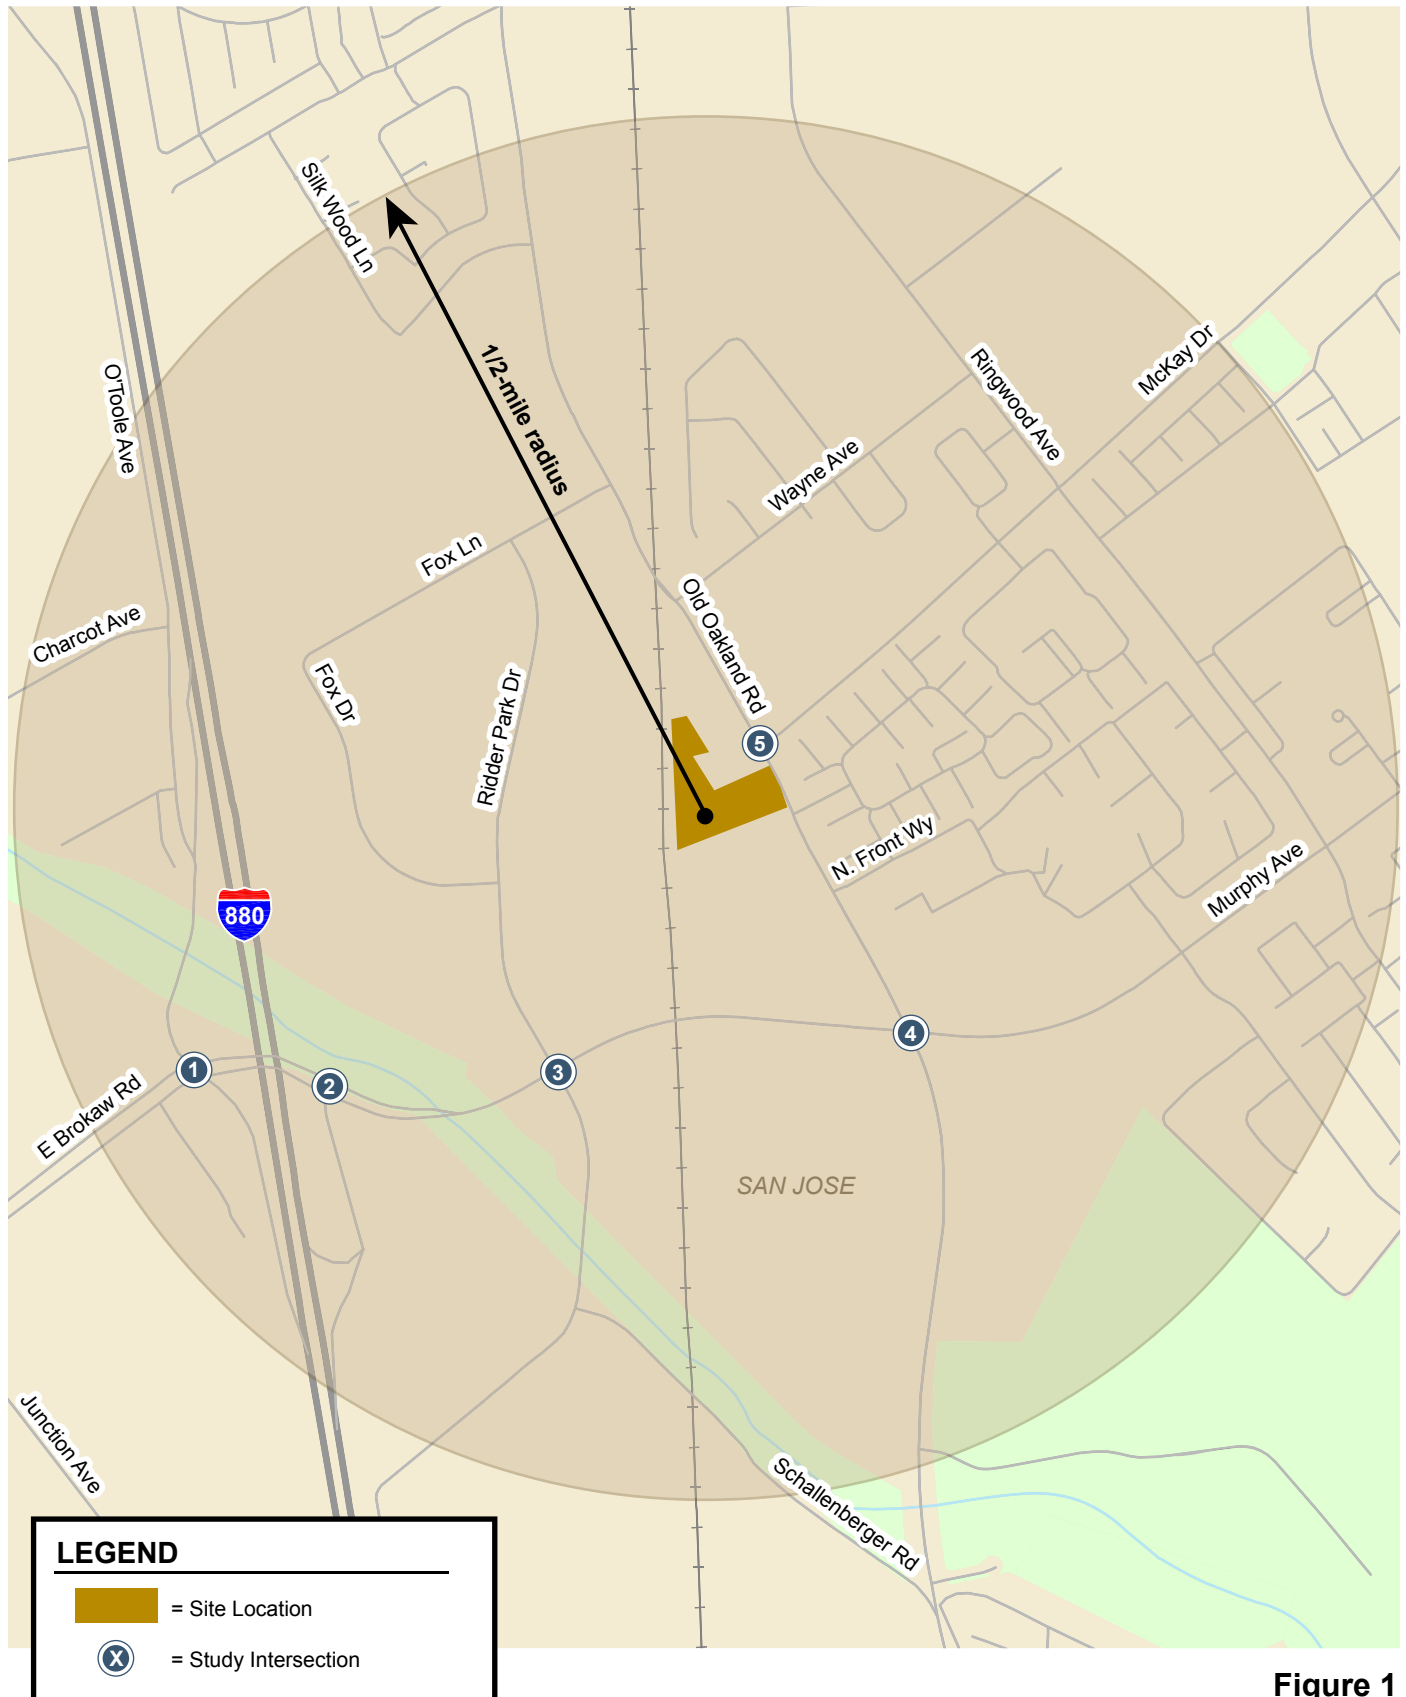 Silk Wood Ln
1/2-mile radius
O'Toole Ave
Ringwood Ave
McKay Dr
Wayne Ave
Fox Ln
Charcot Ave
Old Oakland Rd
Fox Dr
Ridder Park Dr
5
N. Front Wy
Murphy Ave
880
4
1
2
3
E Brokaw Rd
SAN JOSE
Junction Ave
Schallenberger Rd
LEGEND
= Site Location
X = Study Intersection
Figure 1